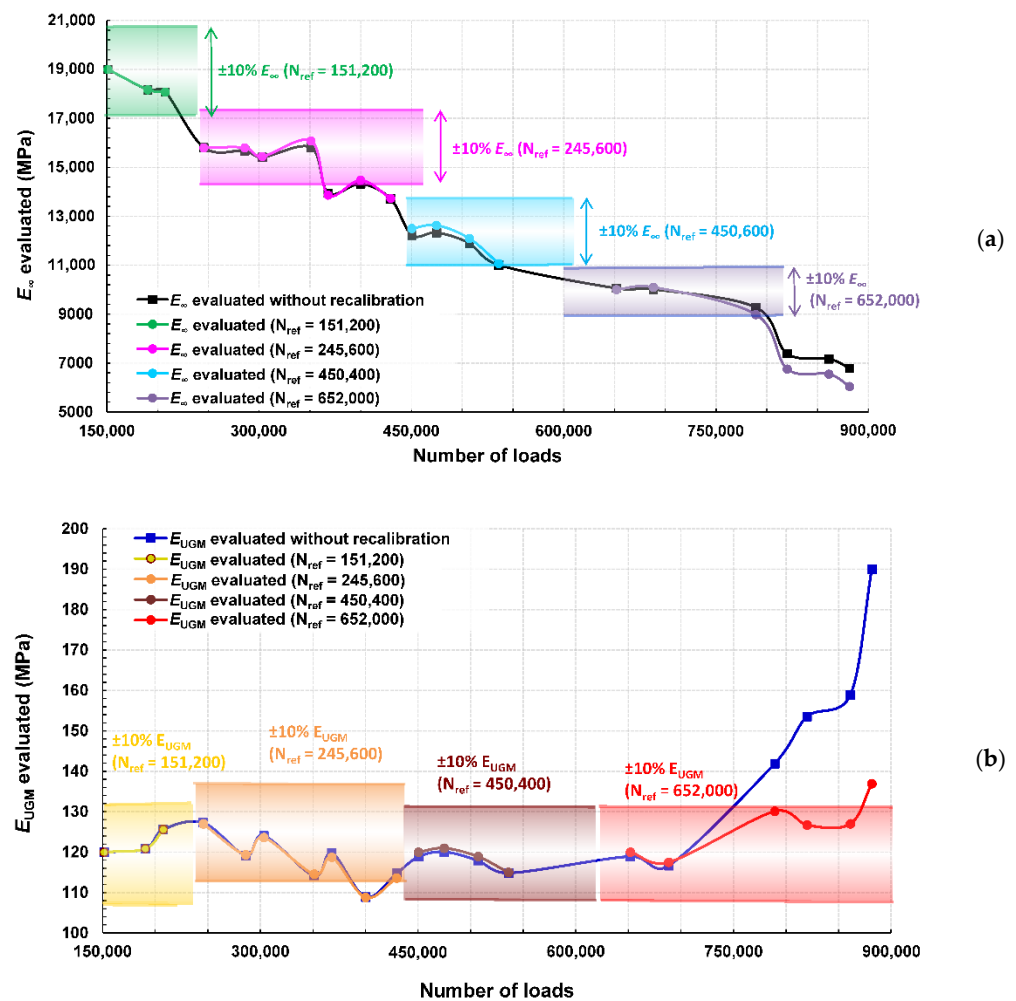 21,000
19,000
17,000
15,000
13,000
11,000
9000
7000
5000
E∞ evaluated (MPa)
±10% E∞ (Nref = 151,200)
±10% E∞ (Nref = 245,600)
±10% E∞ (Nref = 450,600)
±10% E∞
(Nref = 652,000)
E∞ evaluated without recalibration
E∞ evaluated (Nref = 151,200)
E∞ evaluated (Nref = 245,600)
E∞ evaluated (Nref = 450,400)
E∞ evaluated (Nref = 652,000)
150,000 300,000 450,000 600,000 750,000 900,000
Number of loads
(a)
200
190
180
170
160
150
140
130
120
110
100
EUGM evaluated (MPa)
EUGM evaluated without recalibration
EUGM evaluated (Nref = 151,200)
EUGM evaluated (Nref = 245,600)
EUGM evaluated (Nref = 450,400)
EUGM evaluated (Nref = 652,000)
±10% EUGM
(Nref = 151,200)
±10% EUGM
(Nref = 245,600)
±10% EUGM
(Nref = 450,400)
±10% EUGM
(Nref = 652,000)
150,000 300,000 450,000 600,000 750,000 900,000
Number of loads
(b)